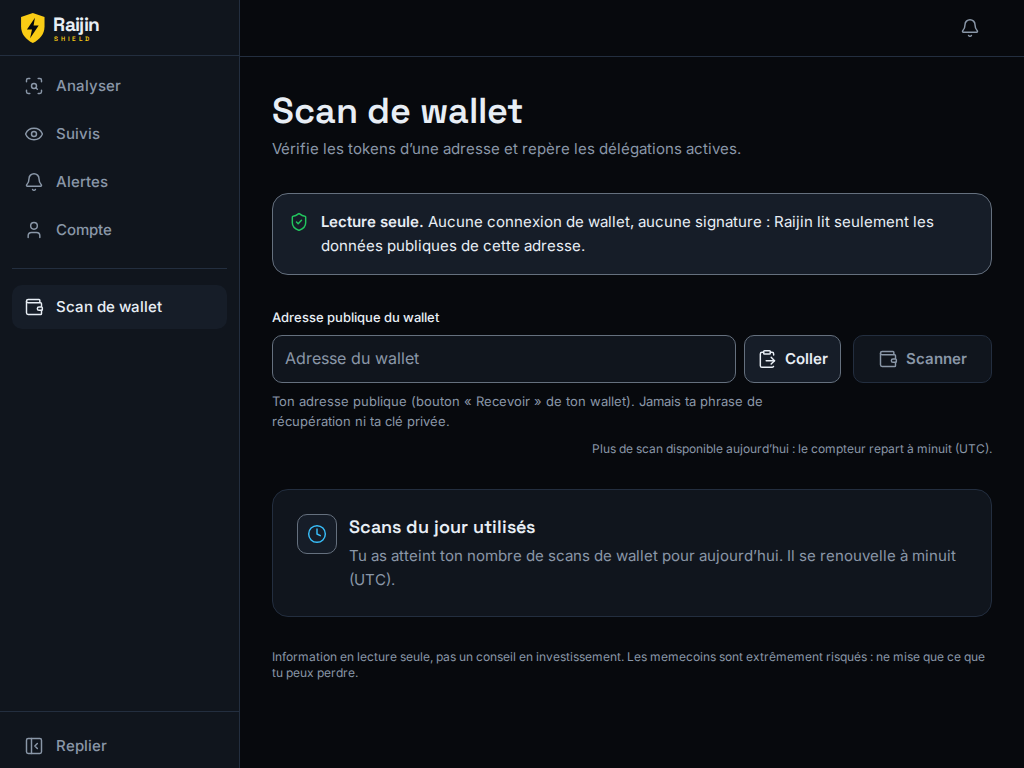 Raijin
SHIELD
Analyser
Suivis
Alertes
Compte
Scan de wallet
Replier
Scan de wallet
Vérifie les tokens d’une adresse et repère les délégations actives.
Lecture seule. Aucune connexion de wallet, aucune signature : Raijin lit seulement les
données publiques de cette adresse.
Adresse publique du wallet
Adresse du wallet
Coller
Scanner
Ton adresse publique (bouton « Recevoir » de ton wallet). Jamais ta phrase de
récupération ni ta clé privée.
Plus de scan disponible aujourd’hui : le compteur repart à minuit (UTC).
Scans du jour utilisés
Tu as atteint ton nombre de scans de wallet pour aujourd’hui. Il se renouvelle à minuit
(UTC).
Information en lecture seule, pas un conseil en investissement. Les memecoins sont extrêmement risqués : ne mise que ce que
tu peux perdre.